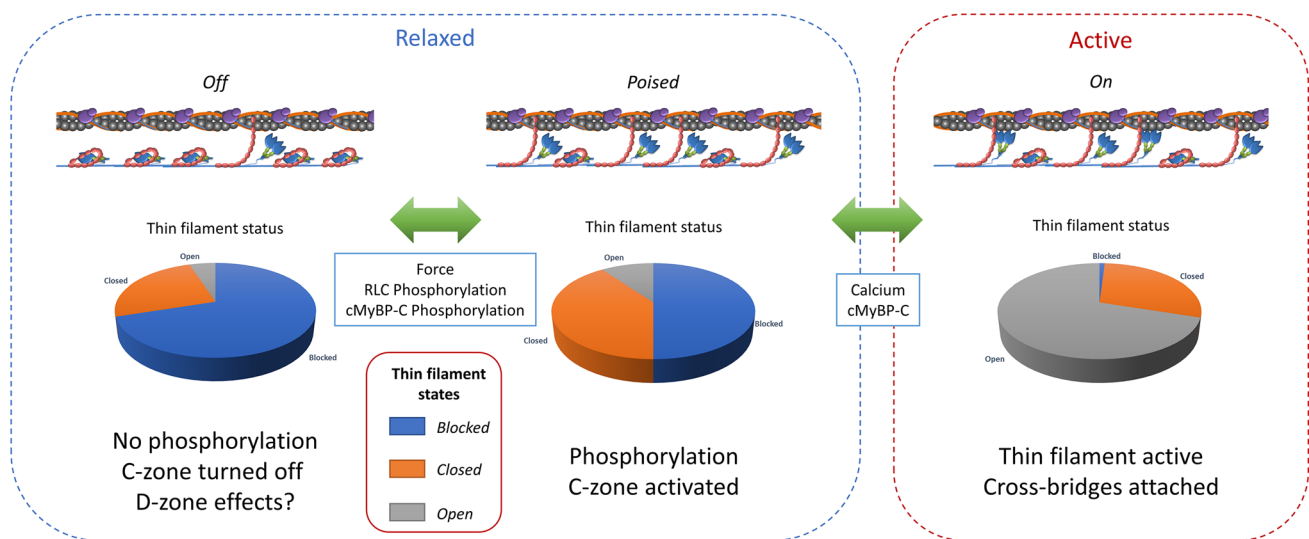 Relaxed
Active
Off
Poised
On
Thin filament status
Open
Closed
Blocked
Force
RLC Phosphorylation
cMyBP-C Phosphorylation
Thin filament status
Open
Closed
Blocked
Calcium
cMyBP-C
Thin filament status
Blocked
Closed
Open
Thin filament
states
Blocked
Closed
Open
No phosphorylation
C-zone turned off
D-zone effects?
Phosphorylation
C-zone activated
Thin filament active
Cross-bridges attached